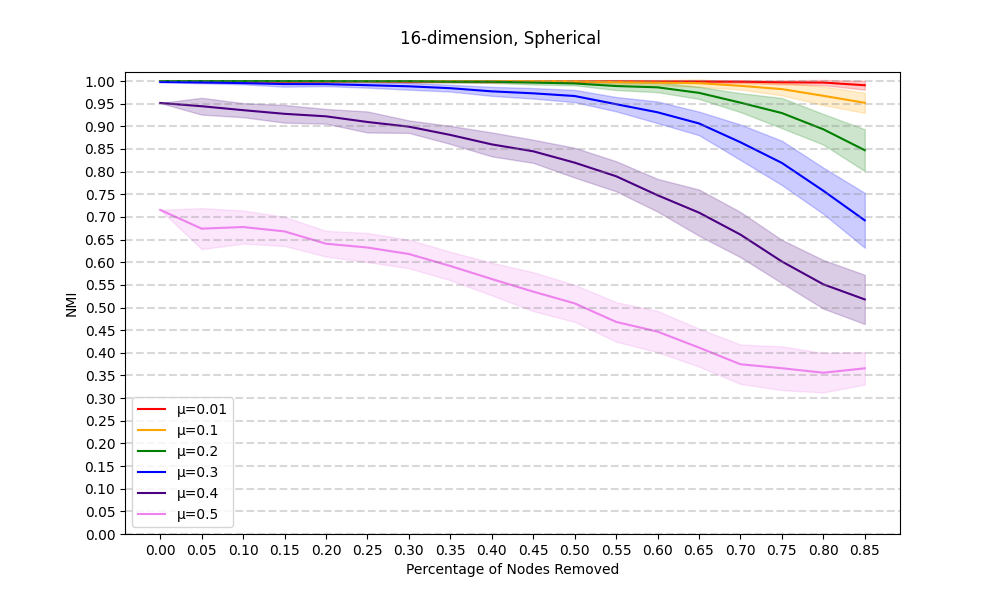 16-dimension, Spherical
NMI
1.00
0.95
0.90
0.85
0.80
0.75
0.70
0.65
0.60
0.55
0.50
0.45
0.40
0.35
0.30
0.25
0.20
0.15
0.10
0.05
0.00
μ=0.01
μ=0.1
μ=0.2
μ=0.3
μ=0.4
μ=0.5
0.00 0.05 0.10 0.15 0.20 0.25 0.30 0.35 0.40 0.45 0.50 0.55 0.60 0.65 0.70 0.75 0.80 0.85
Percentage of Nodes Removed